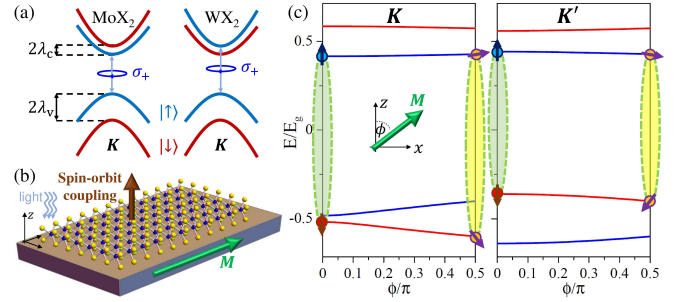 (a)
MoX₂
WX₂
2λc
σ₊
σ₊
2λv
|↑⟩
|↓⟩
K
K
(b)
Spin-orbit
coupling
light
z
M
(c)
K
K′
E/Eg
0.5
0
-0.5
z
M
ϕ
x
0
0.1
0.2
0.3
0.4
0.5
ϕ/π
0
0.1
0.2
0.3
0.4
0.5
ϕ/π